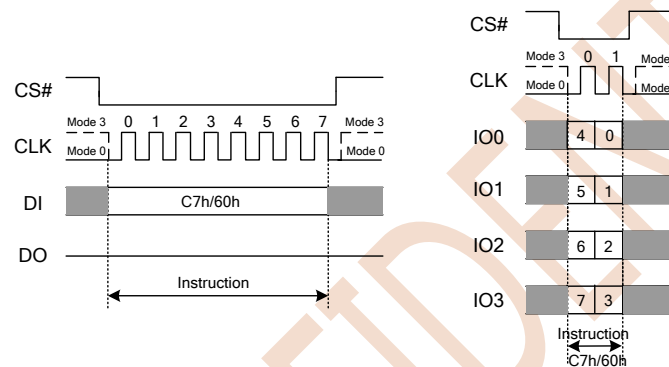 CS#
Mode 3
0 1 2 3 4 5 6 7
Mode 3
CLK
Mode 0
Mode 0
DI
C7h/60h
DO
Instruction
CS#
Mode 3
0 1
Mode
CLK
Mode 0
Mode
IO0
4 0
IO1
5 1
IO2
6 2
IO3
7 3
Instruction
C7h/60h